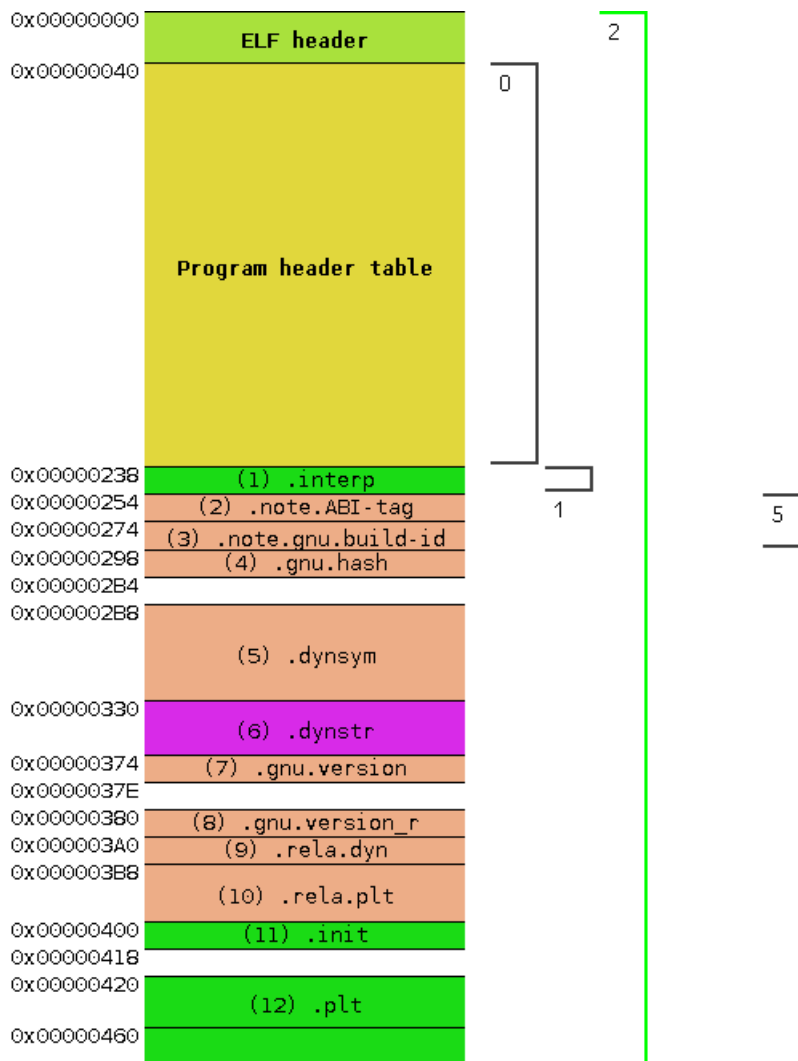 0x00000000
ELF header
2
0x00000040
0
Program header table
0x00000238
(1) .interp
0x00000254
(2) .note.ABI-tag
1
5
0x00000274
(3) .note.gnu.build-id
0x00000298
(4) .gnu.hash
0x000002B4
0x000002B8
(5) .dynsym
0x00000330
(6) .dynstr
0x00000374
(7) .gnu.version
0x0000037E
0x00000380
(8) .gnu.version_r
0x000003A0
(9) .rela.dyn
0x000003B8
(10) .rela.plt
0x00000400
(11) .init
0x00000418
0x00000420
(12) .plt
0x00000460